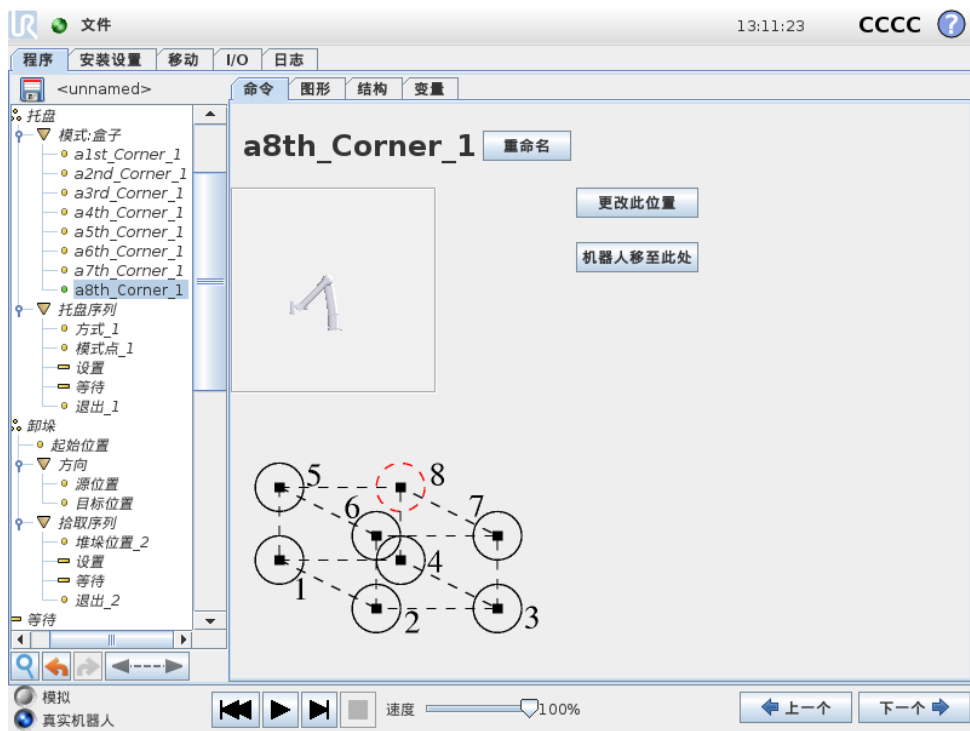 UR 文件 13:11:23 CCCC ?
程序 安装设置 移动 I/O 日志
<unnamed>
命令 图形 结构 变量
托盘
模式:盒子
a1st_Corner_1
a2nd_Corner_1
a3rd_Corner_1
a4th_Corner_1
a5th_Corner_1
a6th_Corner_1
a7th_Corner_1
a8th_Corner_1
托盘序列
方式_1
模式点_1
设置
等待
退出_1
卸垛
起始位置
方向
源位置
目标位置
拾取序列
堆垛位置_2
设置
等待
退出_2
等待
a8th_Corner_1 重命名
更改此位置
机器人移至此处
5 8
6 7
1 4
2 3
模拟
真实机器人
速度 100%
上一个 下一个